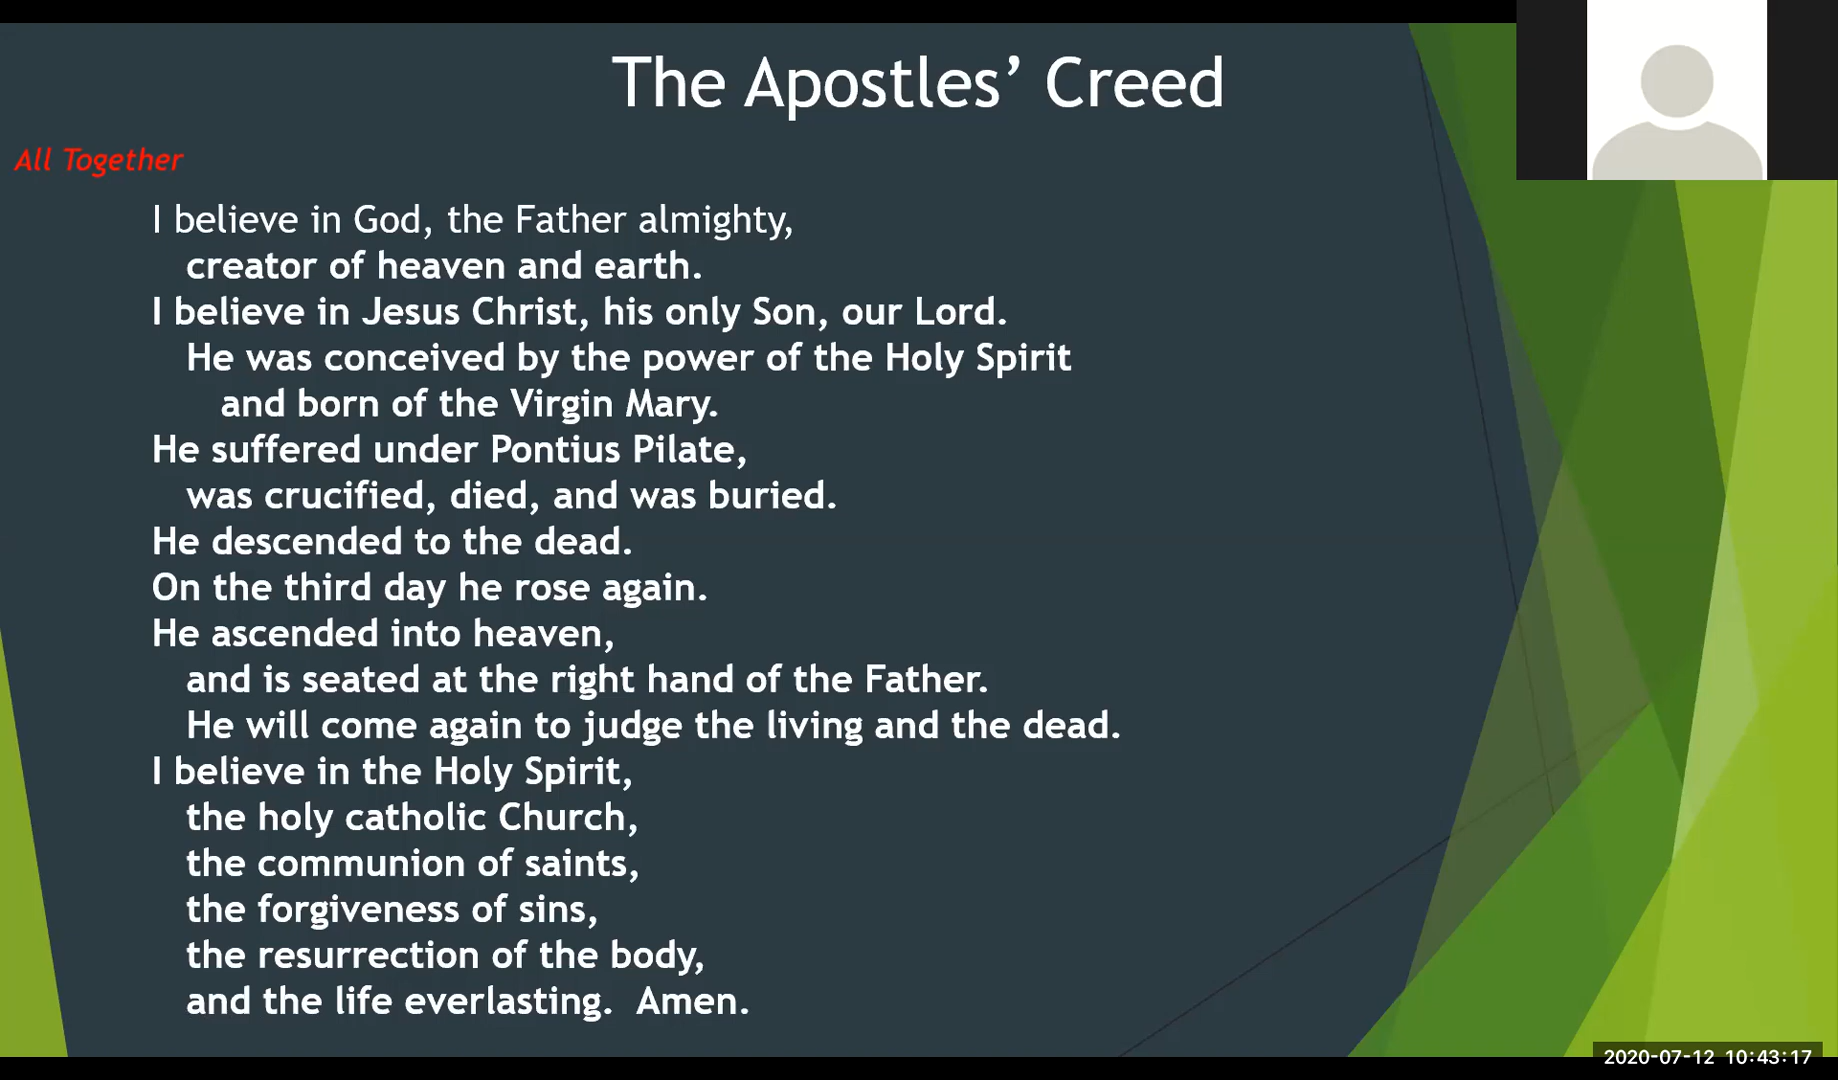 The Apostles’ Creed
All Together
I believe in God, the Father almighty,
creator of heaven and earth.
I believe in Jesus Christ, his only Son, our Lord.
He was conceived by the power of the Holy Spirit
and born of the Virgin Mary.
He suffered under Pontius Pilate,
was crucified, died, and was buried.
He descended to the dead.
On the third day he rose again.
He ascended into heaven,
and is seated at the right hand of the Father.
He will come again to judge the living and the dead.
I believe in the Holy Spirit,
the holy catholic Church,
the communion of saints,
the forgiveness of sins,
the resurrection of the body,
and the life everlasting.  Amen.
2020-07-12 10:43:17